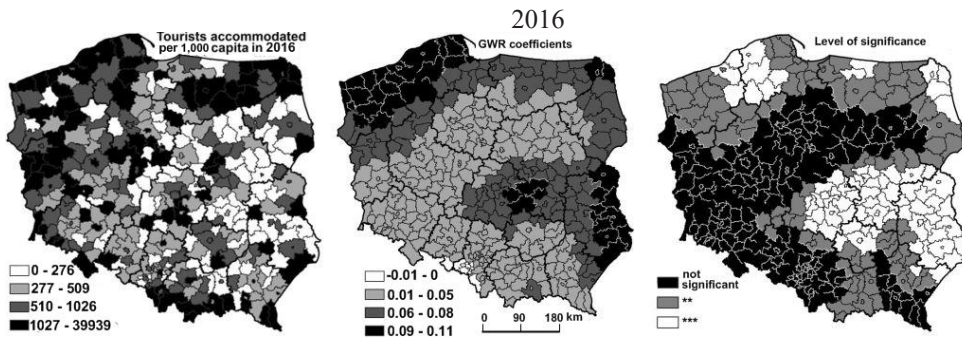 2016
Tourists accommodated
per 1,000 capita in 2016
0 - 276
277 - 509
510 - 1026
1027 - 39939
GWR coefficients
-0.01 - 0
0.01 - 0.05
0.06 - 0.08
0.09 - 0.11
km
0 90 180
Level of significance
not
significant
**
***